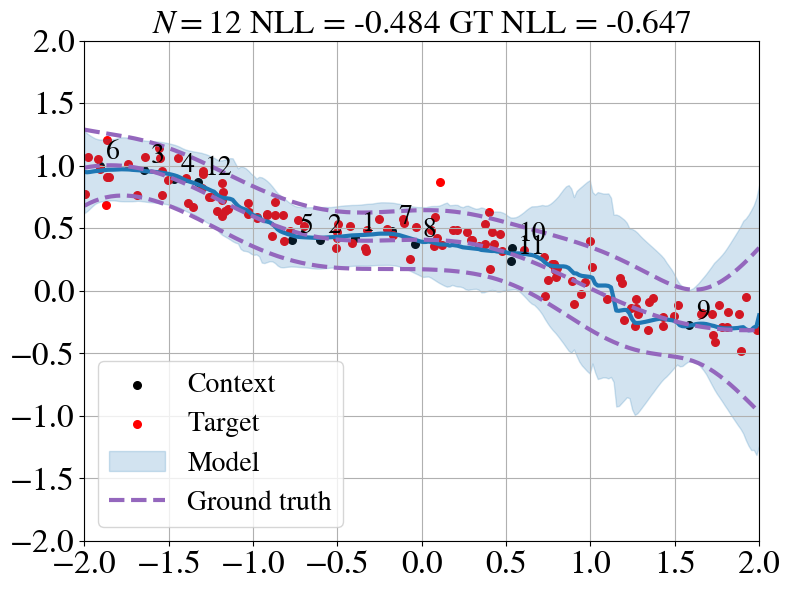 N = 12 NLL = -0.484 GT NLL = -0.647
2.0
1.5
1.0
0.5
0.0
−0.5
−1.0
−1.5
−2.0
6 3 4 12
5 2 1 7 8 10 11 9
Context
Target
Model
Ground truth
−2.0 −1.5 −1.0 −0.5 0.0 0.5 1.0 1.5 2.0